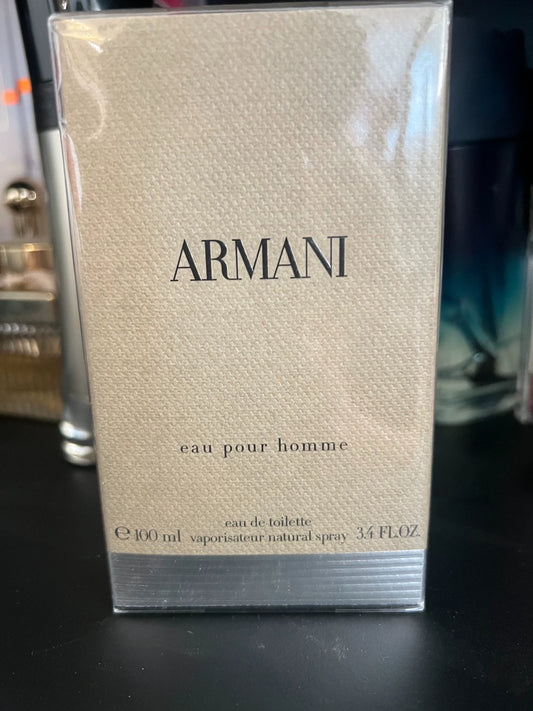 ARMANI
eau pour homme
eau de toilette
℮ 100 ml vaporisateur natural spray 3.4 FL.OZ.